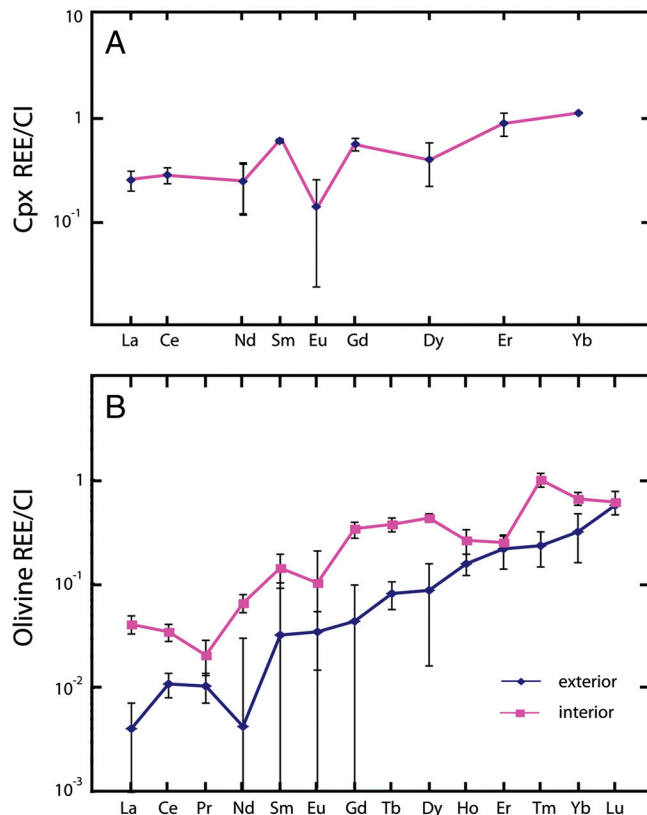 10
A
1
10-1
Cpx REE/CI
La Ce Nd Sm Eu Gd Dy Er Yb
B
1
10-1
10-2
10-3
Olivine REE/CI
exterior
interior
La Ce Pr Nd Sm Eu Gd Tb Dy Ho Er Tm Yb Lu